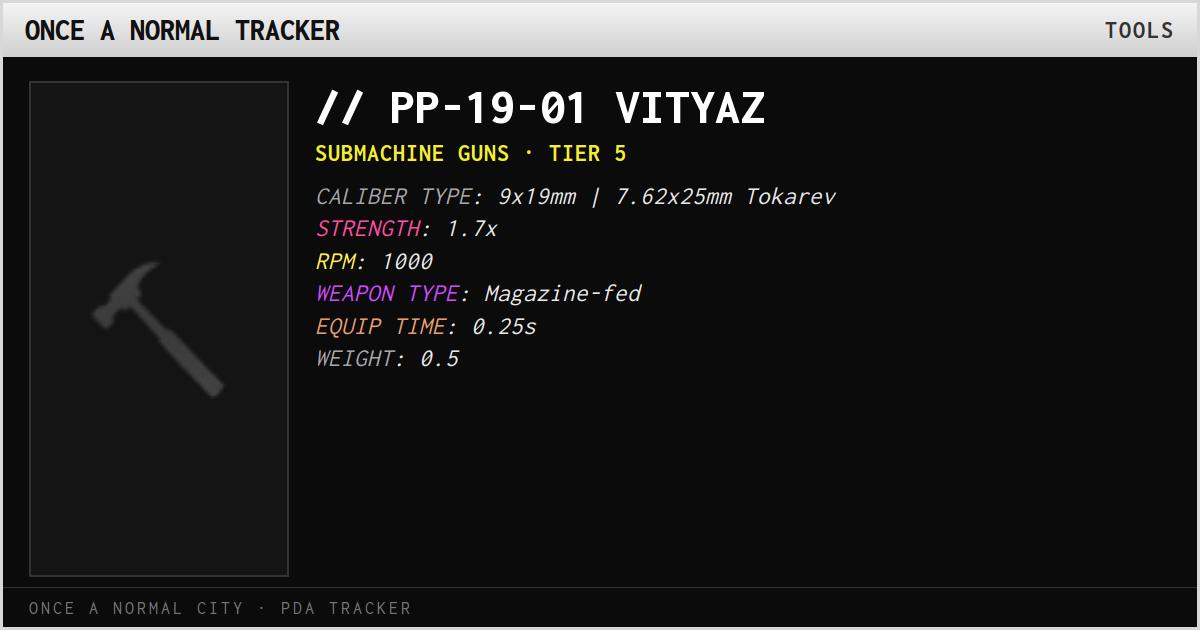 ONCE A NORMAL TRACKER
TOOLS
// PP-19-01 VITYAZ
SUBMACHINE GUNS · TIER 5
CALIBER TYPE: 9x19mm | 7.62x25mm Tokarev
STRENGTH: 1.7x
RPM: 1000
WEAPON TYPE: Magazine-fed
EQUIP TIME: 0.25s
WEIGHT: 0.5
ONCE A NORMAL CITY · PDA TRACKER